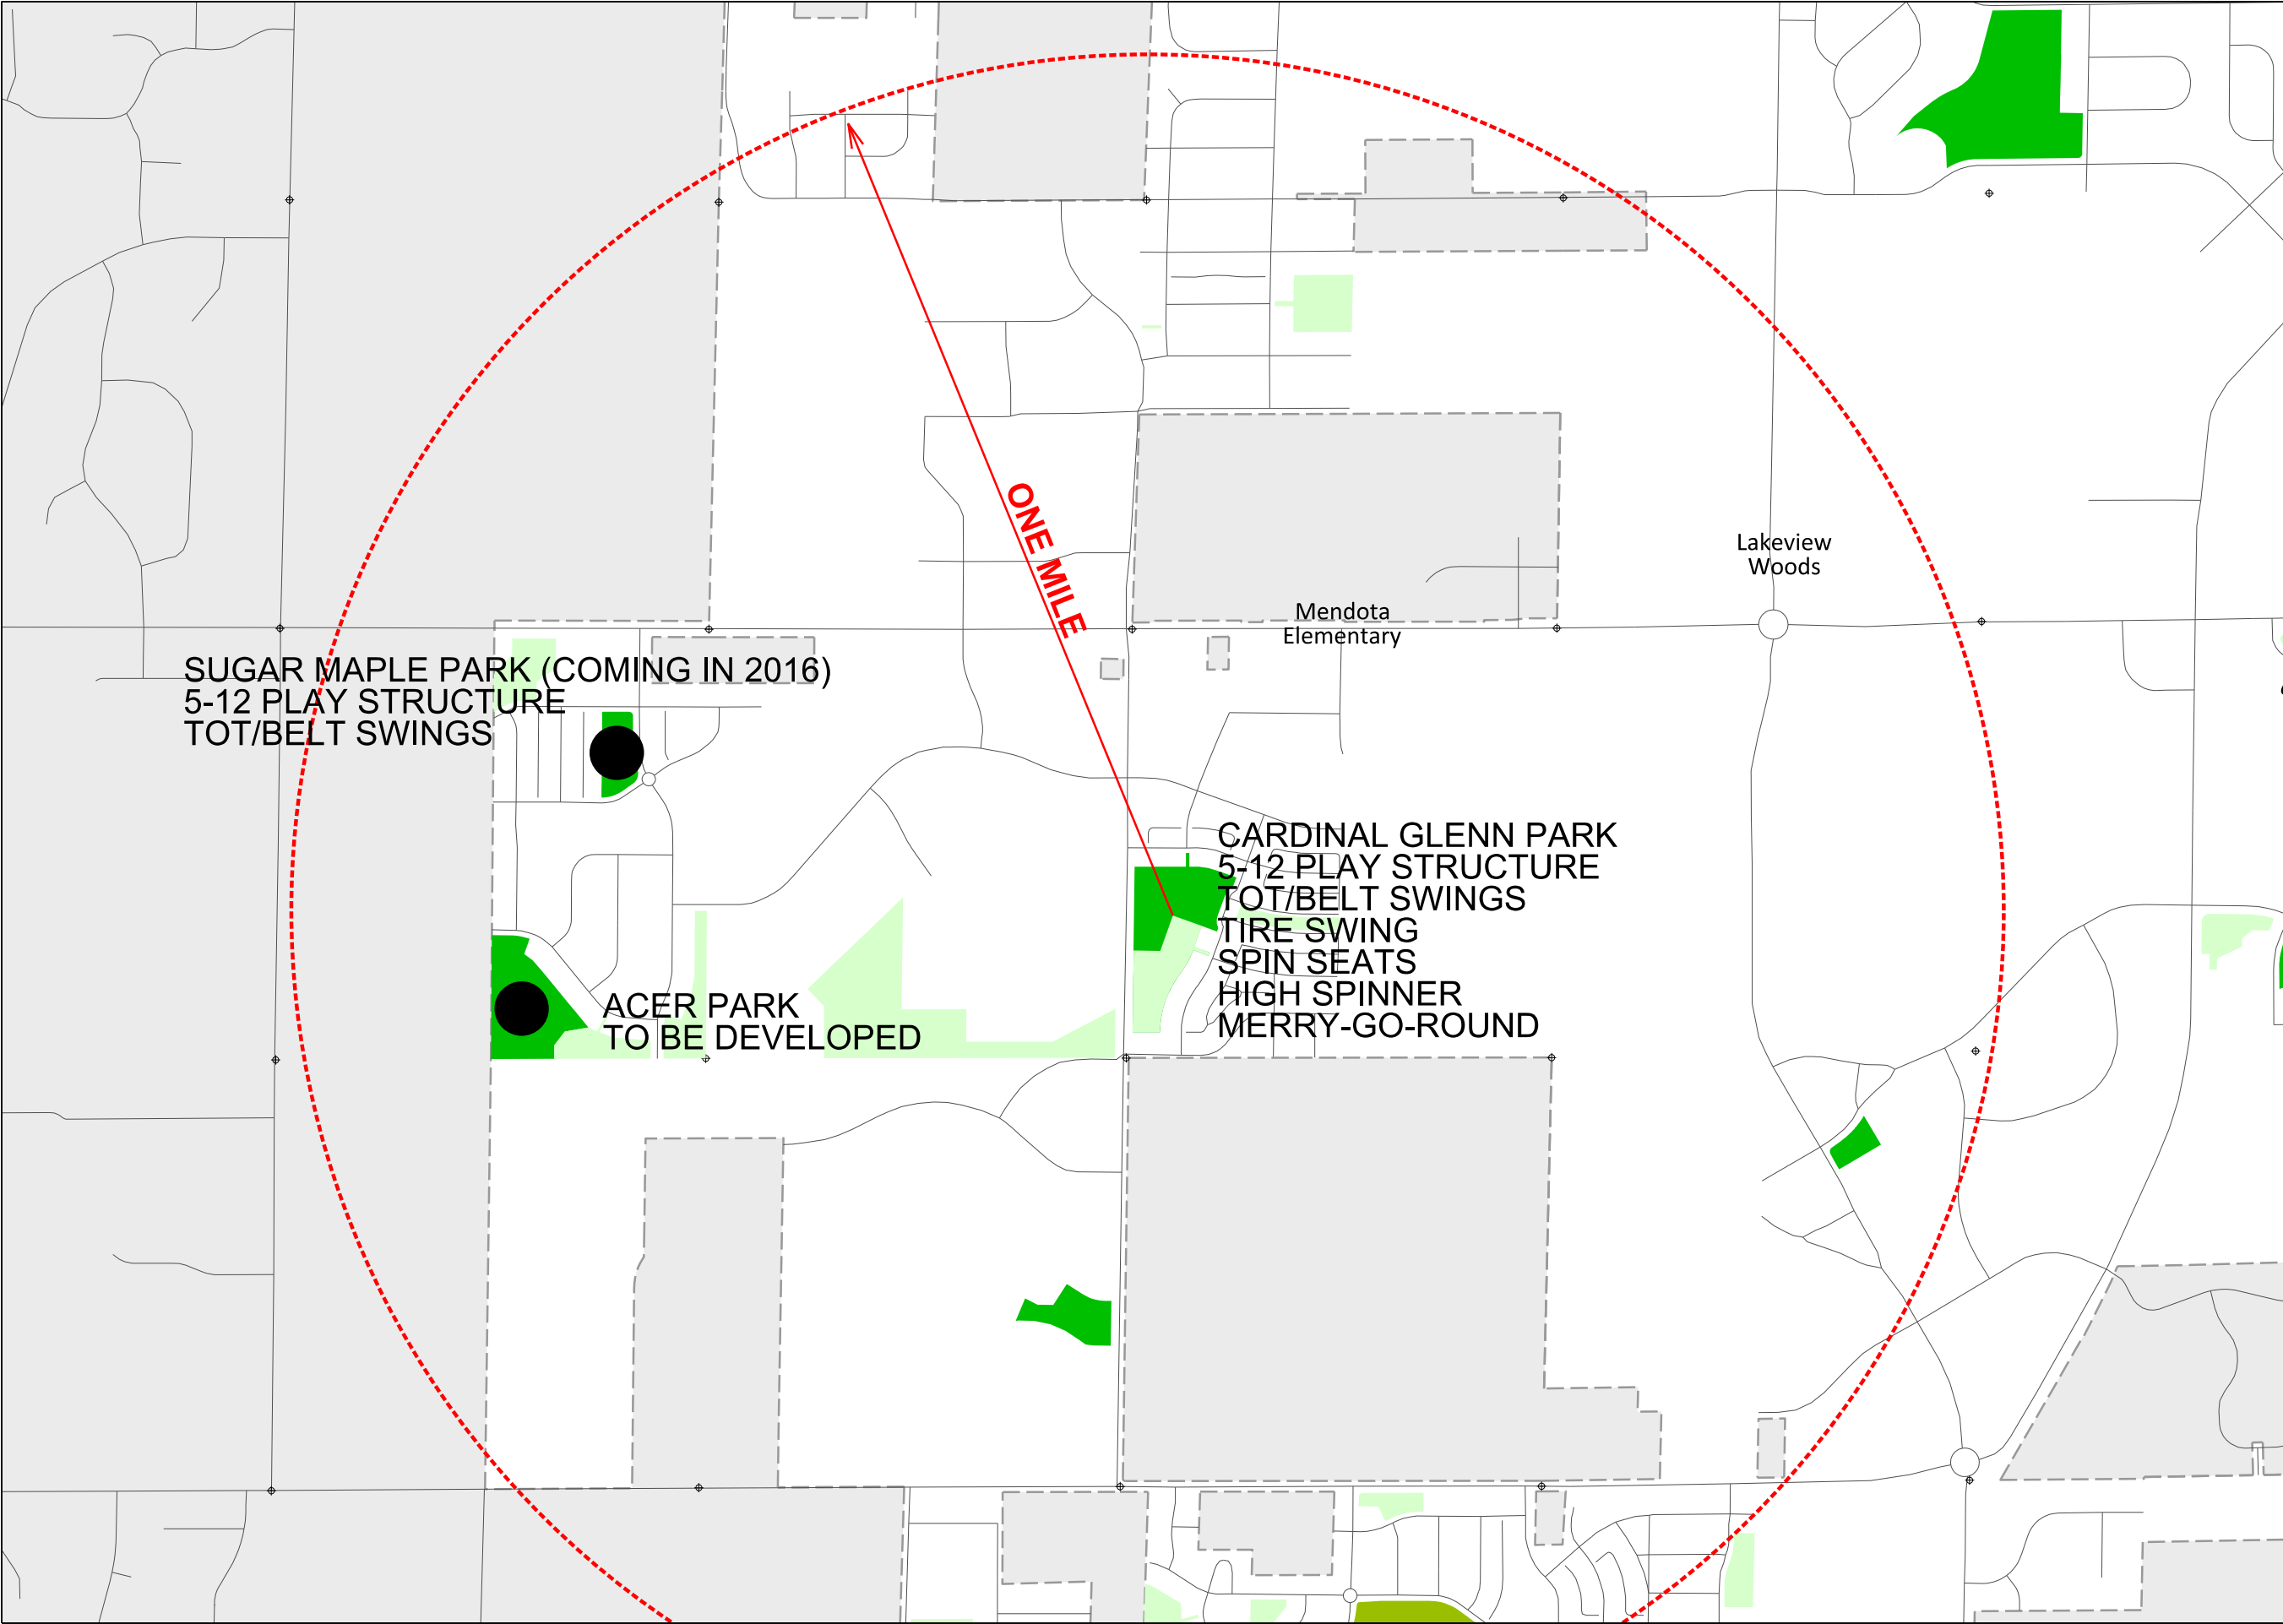 ONE MILE
Lakeview
Woods
Mendota
Elementary
SUGAR MAPLE PARK (COMING IN 2016)
5-12 PLAY STRUCTURE
TOT/BELT SWINGS
CARDINAL GLENN PARK
5-12 PLAY STRUCTURE
TOT/BELT SWINGS
TIRE SWING
SPIN SEATS
HIGH SPINNER
MERRY-GO-ROUND
ACER PARK
TO BE DEVELOPED